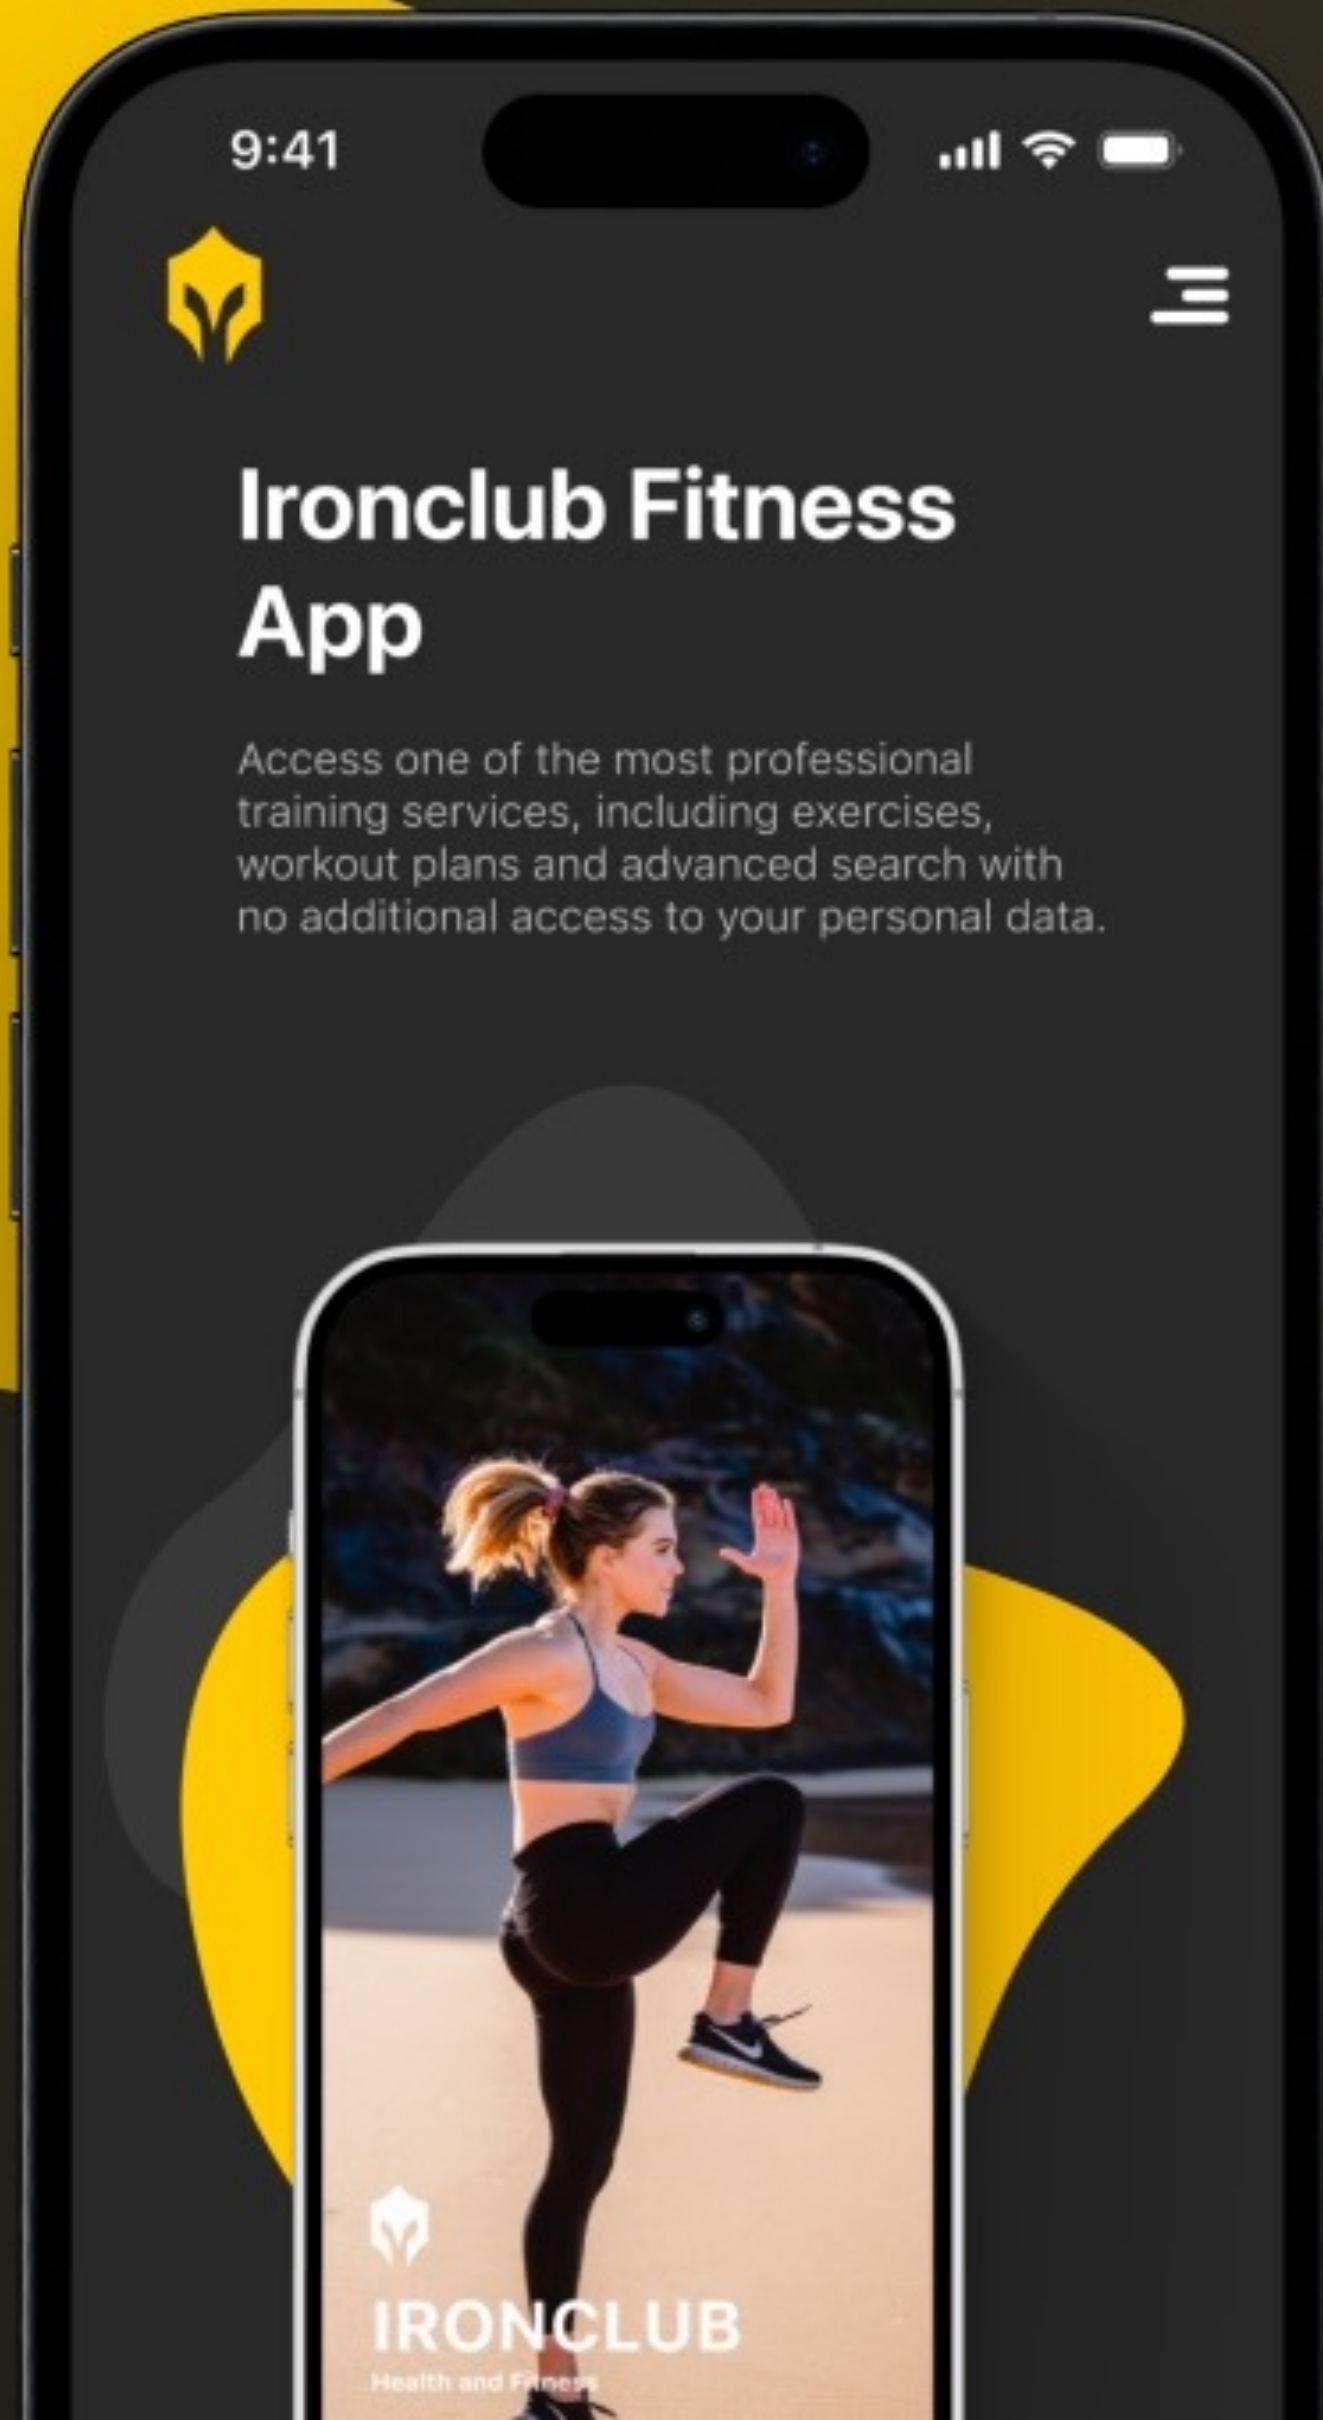 9:41
Ironclub Fitness
App
Access one of the most professional
training services, including exercises,
workout plans and advanced search with
no additional access to your personal data.
IRONCLUB
Health and Fitness